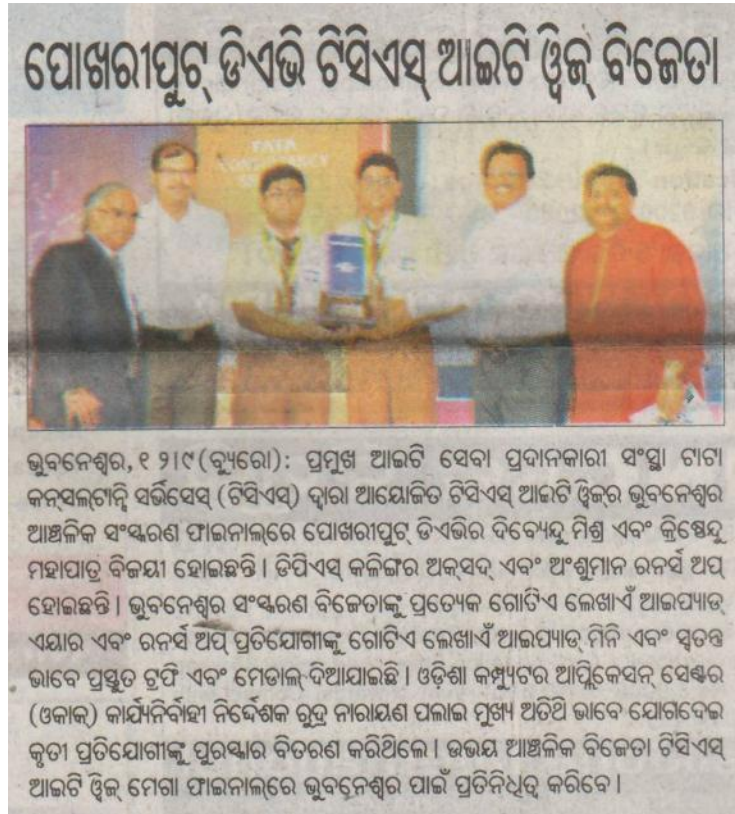 ପୋଖରୀପୁଟ୍ ଡିଏଭି ଟିସିଏସ୍ ଆଇଟି ୱିଜ୍ ବିଜେତା
TATA
CONSULTANCY
ଭୁବନେଶ୍ୱର,୧୨।୯(ବ୍ୟୁରୋ): ପ୍ରମୁଖ ଆଇଟି ସେବା ପ୍ରଦାନକାରୀ ସଂସ୍ଥା ଟାଟା
କନ୍‌ସଲଟାନ୍ସି ସର୍ଭିସେସ୍ (ଟିସିଏସ୍) ଦ୍ୱାରା ଆୟୋଜିତ ଟିସିଏସ୍ ଆଇଟି ୱିଜ୍‌ର ଭୁବନେଶ୍ୱର
ଆଞ୍ଚଳିକ ସଂସ୍କରଣ ଫାଇନାଲ୍‌ରେ ପୋଖରୀପୁଟ୍ ଡିଏଭିର ଦିବ୍ୟେନ୍ଦୁ ମିଶ୍ର ଏବଂ କ୍ରିଷେନ୍ଦୁ
ମହାପାତ୍ର ବିଜୟୀ ହୋଇଛନ୍ତି। ଡିପିଏସ୍ କଳିଙ୍ଗର ଅକ୍‌ସଦ୍ ଏବଂ ଅଂଶୁମାନ ରନର୍ସ ଅପ୍
ହୋଇଛନ୍ତି। ଭୁବନେଶ୍ୱର ସଂସ୍କରଣ ବିଜେତାଙ୍କୁ ପ୍ରତ୍ୟେକ ଗୋଟିଏ ଲେଖାଏଁ ଆଇପ୍ୟାଡ୍
ଏୟାର ଏବଂ ରନର୍ସ ଅପ୍ ପ୍ରତିଯୋଗୀଙ୍କୁ ଗୋଟିଏ ଲେଖାଏଁ ଆଇପ୍ୟାଡ୍ ମିନି ଏବଂ ସ୍ୱତନ୍ତ୍ର
ଭାବେ ପ୍ରସ୍ତୁତ ଟ୍ରଫି ଏବଂ ମେଡାଲ୍ ଦିଆଯାଇଛି। ଓଡ଼ିଶା କମ୍ପ୍ୟୁଟର ଆପ୍ଲିକେସନ୍ ସେଣ୍ଟର
(ଓକାକ୍) କାର୍ଯ୍ୟନିର୍ବାହୀ ନିର୍ଦ୍ଦେଶକ ରୁଦ୍ର ନାରାୟଣ ପଲାଇ ମୁଖ୍ୟ ଅତିଥି ଭାବେ ଯୋଗଦେଇ
କୃତୀ ପ୍ରତିଯୋଗୀଙ୍କୁ ପୁରସ୍କାର ବିତରଣ କରିଥିଲେ। ଉଭୟ ଆଞ୍ଚଳିକ ବିଜେତା ଟିସିଏସ୍
ଆଇଟି ୱିଜ୍ ମେଗା ଫାଇନାଲ୍‌ରେ ଭୁବନେଶ୍ୱର ପାଇଁ ପ୍ରତିନିଧିତ୍ୱ କରିବେ।